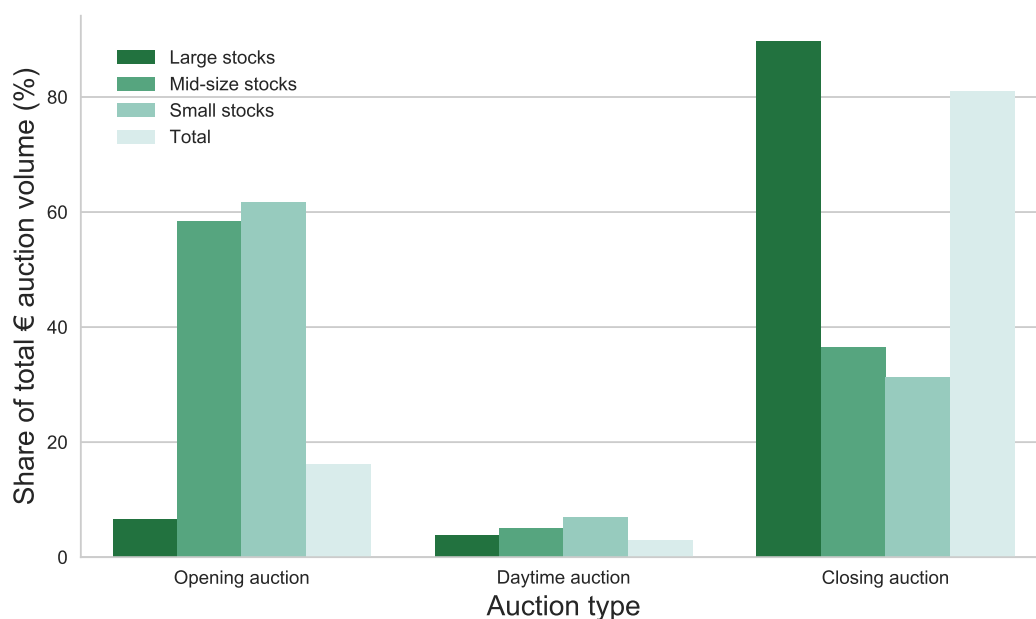 Share of total € auction volume (%)
Large stocks
Mid-size stocks
Small stocks
Total
80
60
40
20
0
Opening auction
Daytime auction
Closing auction
Auction type